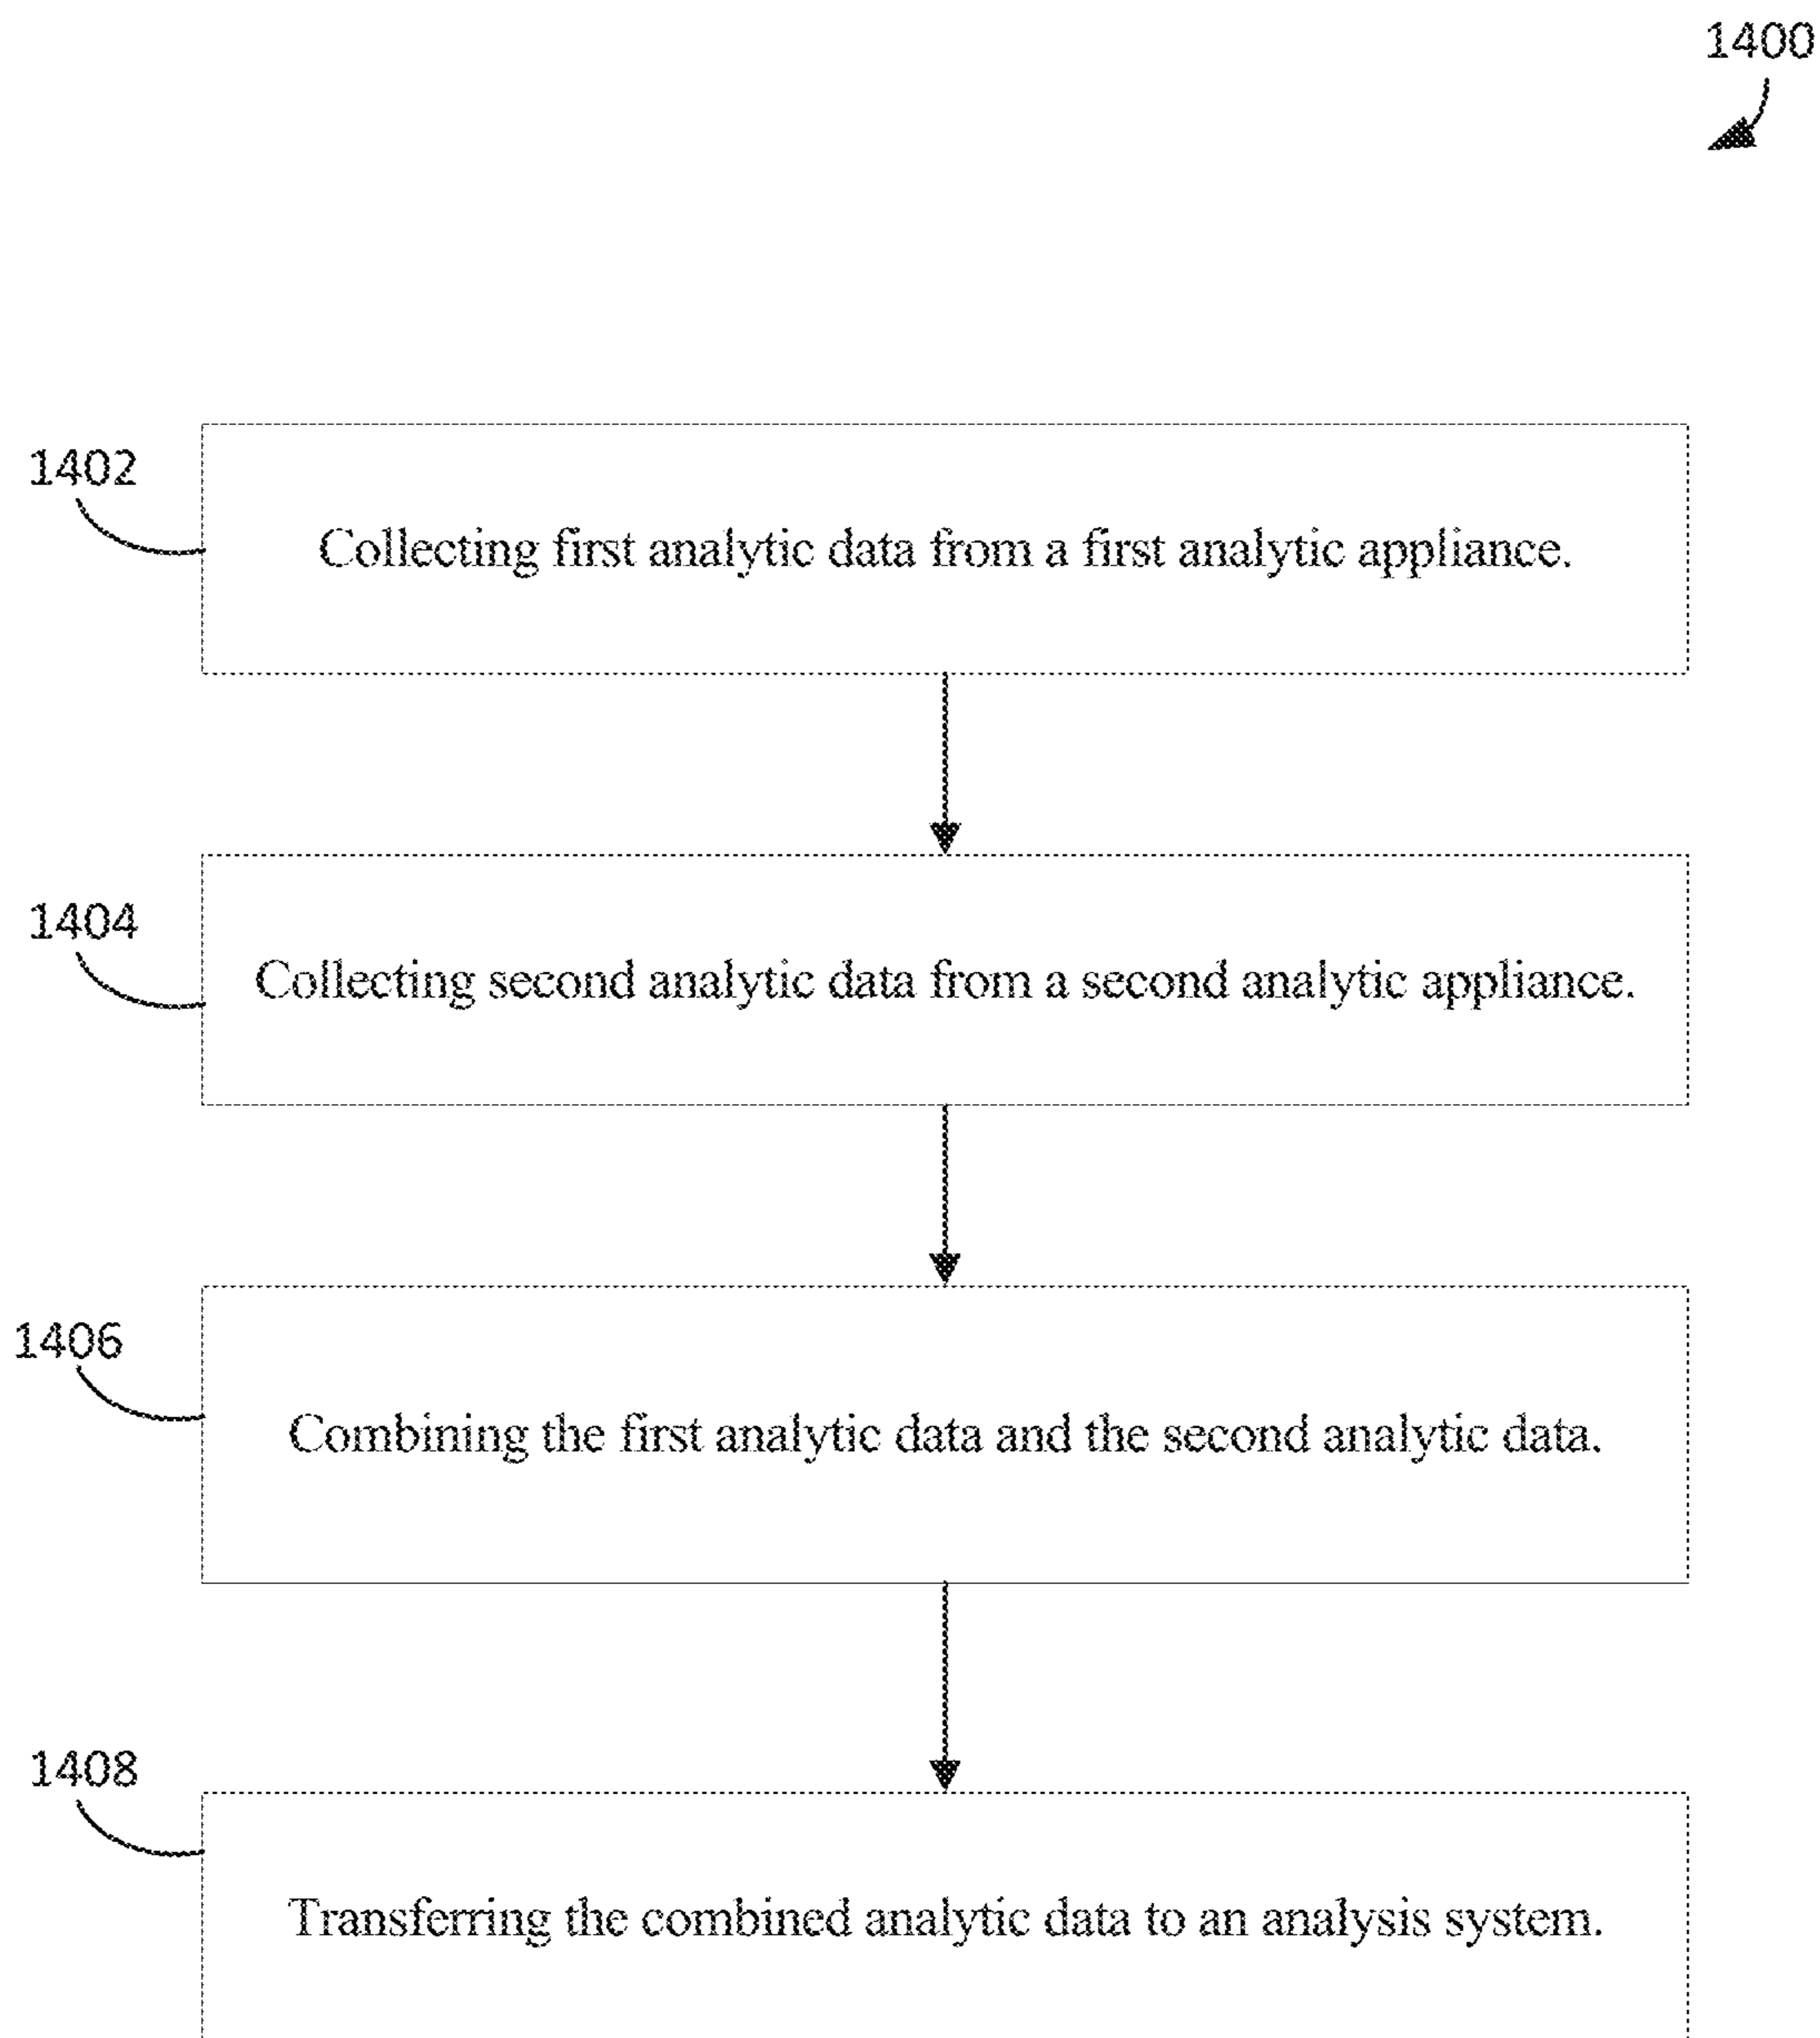 1400
1402
Collecting first analytic data from a first analytic appliance.
1404
Collecting second analytic data from a second analytic appliance.
1406
Combining the first analytic data and the second analytic data.
1408
Transferring the combined analytic data to an analysis system.